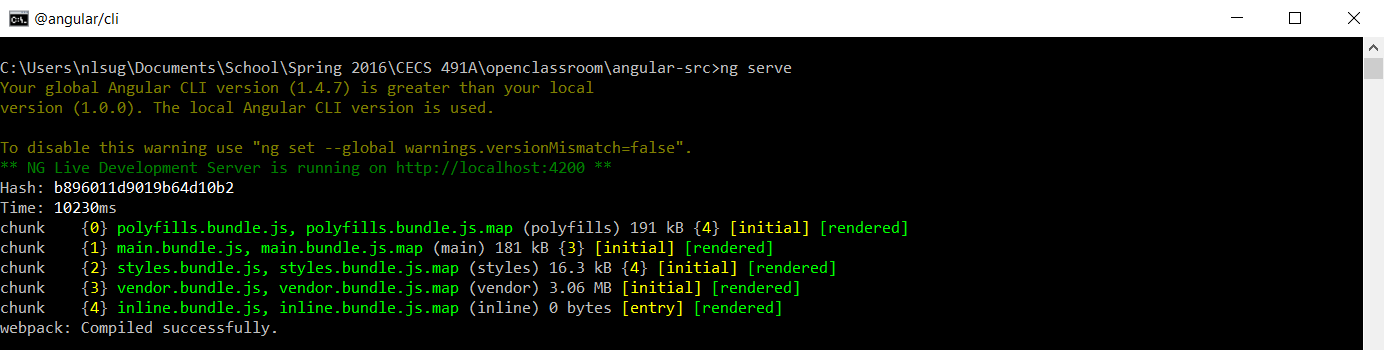 @angular/cli
C:\Users\nlsug\Documents\School\Spring 2016\CECS 491A\openclassroom\angular-src>ng serve
Your global Angular CLI version (1.4.7) is greater than your local
version (1.0.0). The local Angular CLI version is used.
To disable this warning use "ng set --global warnings.versionMismatch=false".
** NG Live Development Server is running on http://localhost:4200 **
Hash: b896011d9019b64d10b2
Time: 10230ms
chunk    {0} polyfills.bundle.js, polyfills.bundle.js.map (polyfills) 191 kB {4} [initial] [rendered]
chunk    {1} main.bundle.js, main.bundle.js.map (main) 181 kB {3} [initial] [rendered]
chunk    {2} styles.bundle.js, styles.bundle.js.map (styles) 16.3 kB {4} [initial] [rendered]
chunk    {3} vendor.bundle.js, vendor.bundle.js.map (vendor) 3.06 MB [initial] [rendered]
chunk    {4} inline.bundle.js, inline.bundle.js.map (inline) 0 bytes [entry] [rendered]
webpack: Compiled successfully.